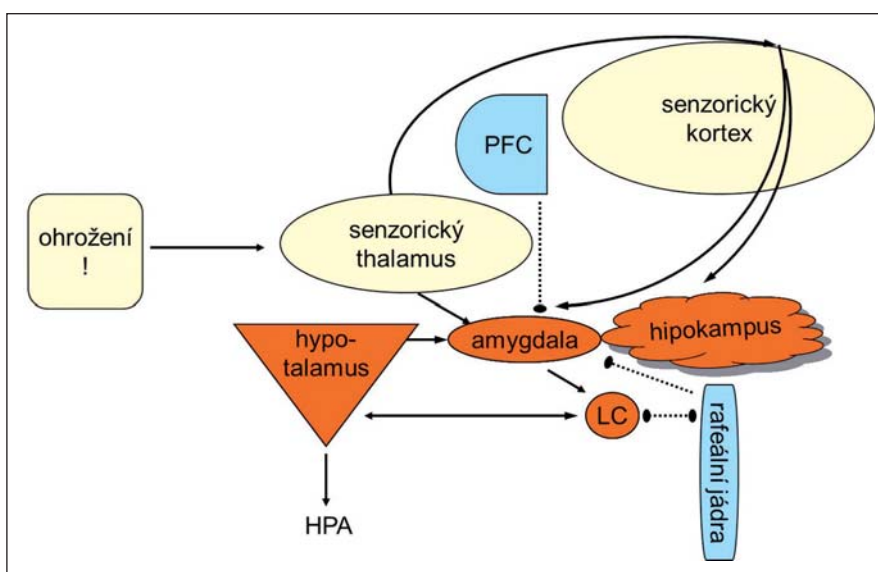 senzorický
kortex
PFC
ohrožení
!
senzorický
thalamus
hypo-
talamus
amygdala
hipokampus
LC
rafeální jádra
HPA